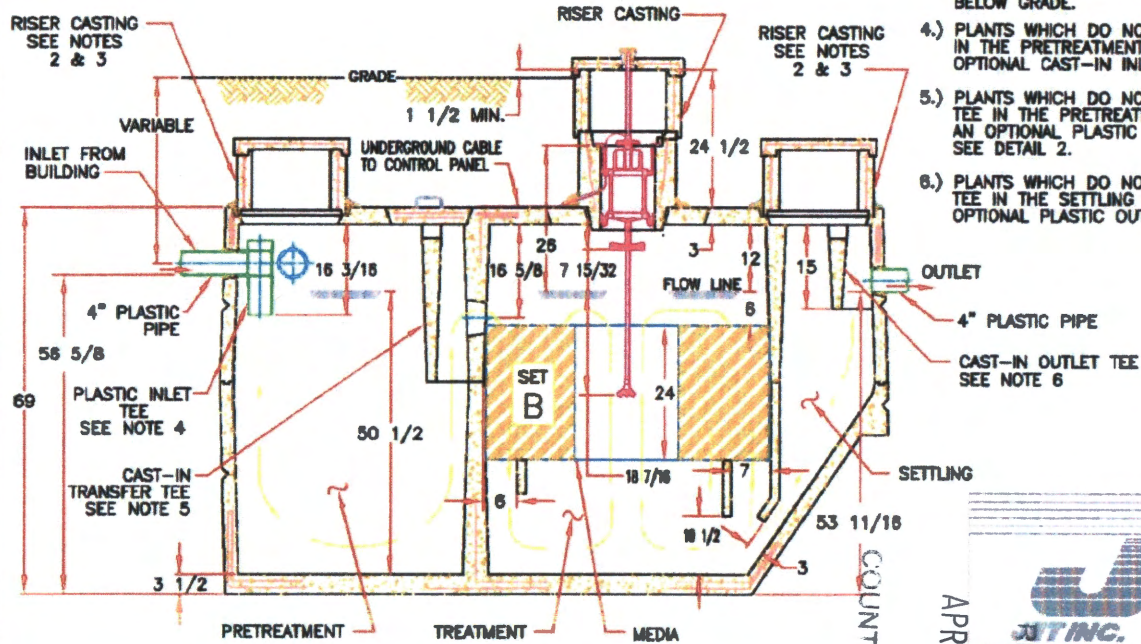 RISER CASTING
SEE NOTES
2 & 3
RISER CASTING
RISER CASTING
SEE NOTES
2 & 3
GRADE
1 1/2 MIN.
VARIABLE
INLET FROM
BUILDING
UNDERGROUND CABLE
TO CONTROL PANEL
24 1/2
26
3
12
15
16 3/16
16 5/8
7 15/32
FLOW LINE
6
OUTLET
4" PLASTIC
PIPE
4" PLASTIC PIPE
56 5/8
69
PLASTIC INLET
TEE
SEE NOTE 4
CAST-IN OUTLET TEE
SEE NOTE 6
SET
B
24
50 1/2
CAST-IN
TRANSFER TEE
SEE NOTE 5
18 7/16
7
6
SETTLING
18 1/2
53 11/16
3
3 1/2
PRETREATMENT
TREATMENT
MEDIA
BELOW GRADE.
4.) PLANTS WHICH DO NO
IN THE PRETREATMENT
OPTIONAL CAST-IN INL
5.) PLANTS WHICH DO NO
TEE IN THE PRETREAT
AN OPTIONAL PLASTIC
SEE DETAIL 2.
6.) PLANTS WHICH DO NO
TEE IN THE SETTLING
OPTIONAL PLASTIC OUT
COUNT
APR
J
IT INC.